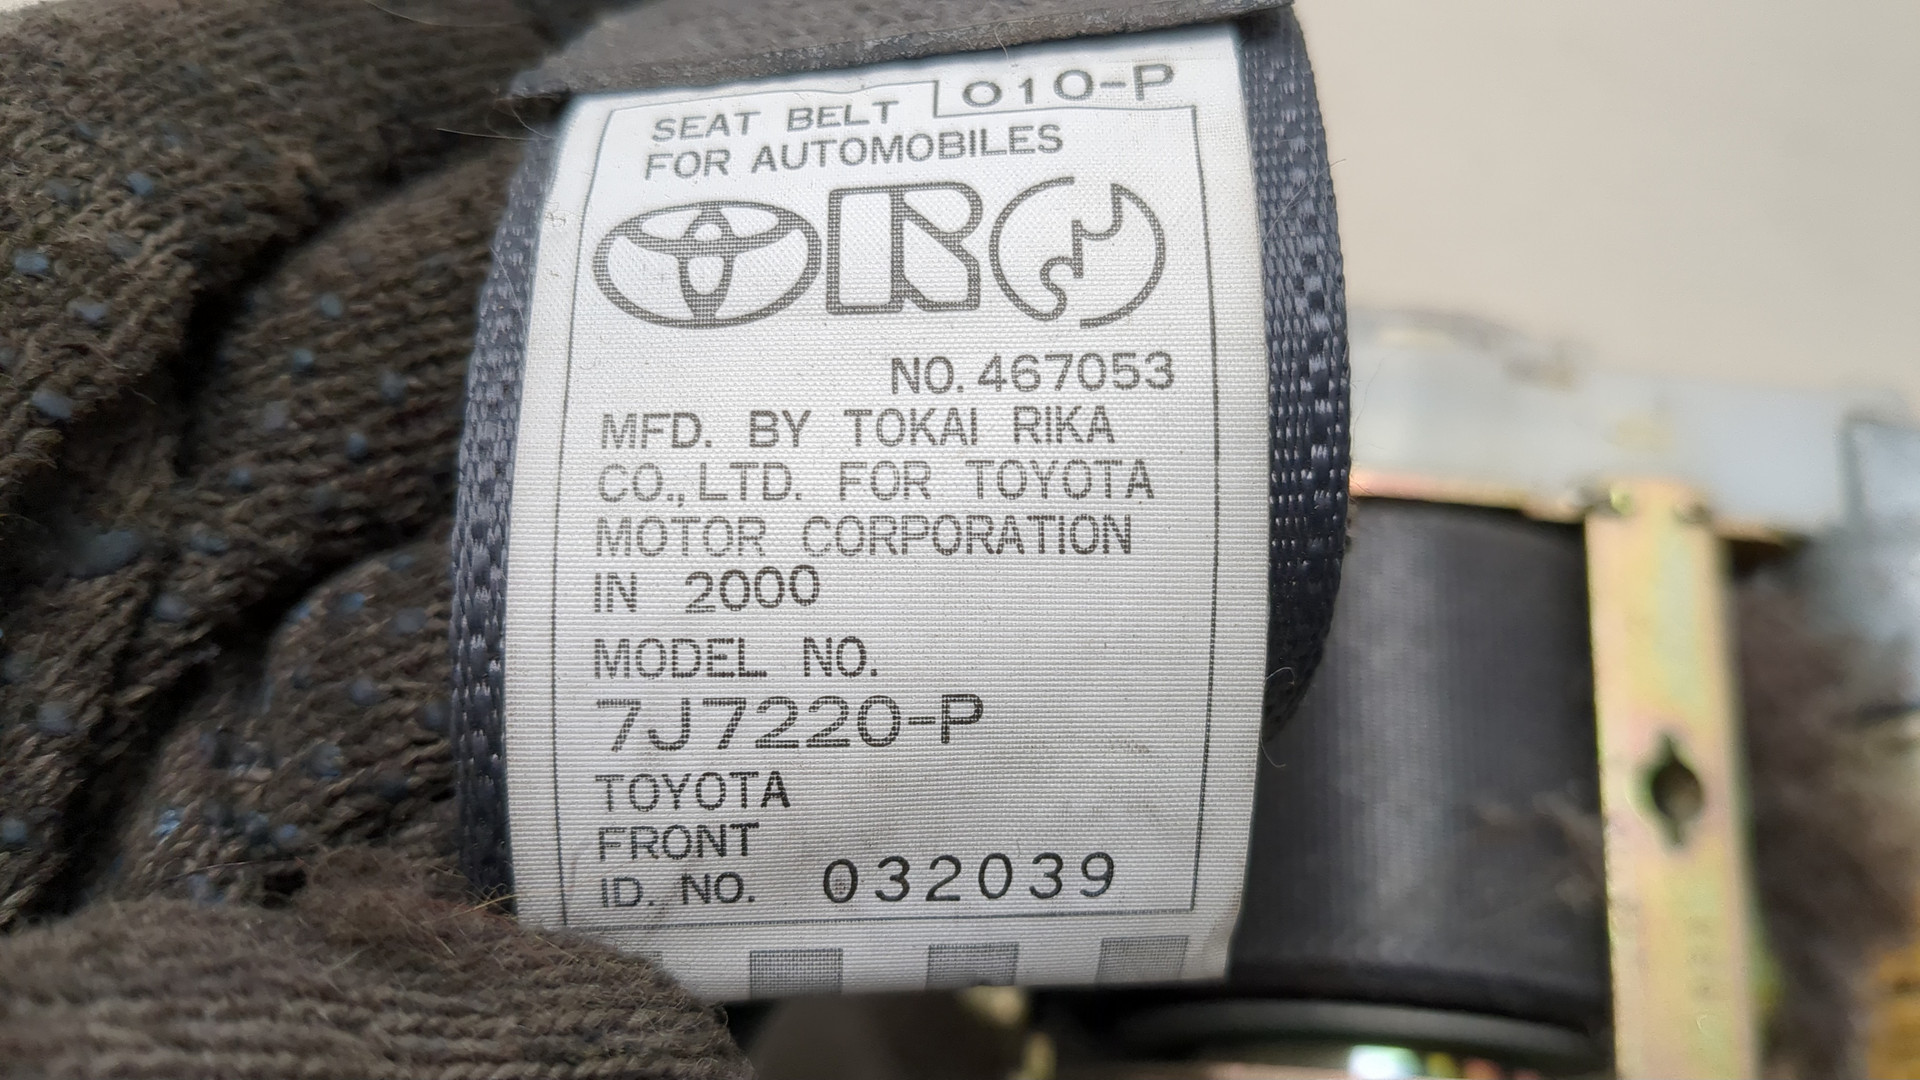 SEAT BELT 010-P
FOR AUTOMOBILES
NO. 467053
MFD. BY TOKAI RIKA
CO., LTD. FOR TOYOTA
MOTOR CORPORATION
IN 2000
MODEL NO.
7J7220-P
TOYOTA
FRONT
ID. NO. 032039